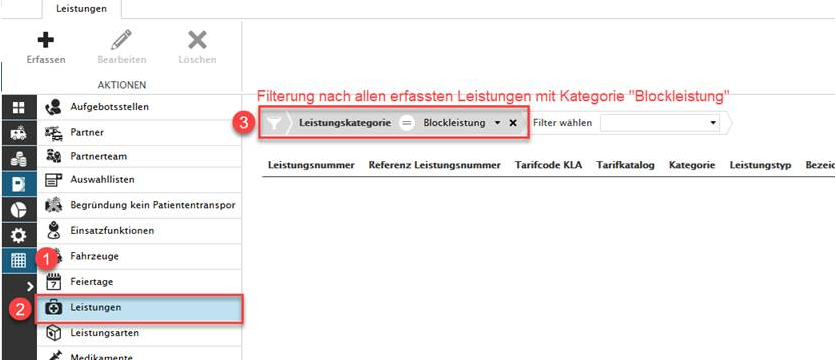 Leistungen
Erfassen
Bearbeiten
Löschen
AKTIONEN
Filterung nach allen erfassten Leistungen mit Kategorie "Blockleistung"
3
Leistungskategorie = Blockleistung
Filter wählen
Leistungsnummer Referenz Leistungsnummer Tarifcode KLA Tarifkatalog Kategorie Leistungstyp Bezei
Aufgebotsstellen
Partner
Partnerteam
Auswahllisten
Begründung kein Patiententranspor
Einsatzfunktionen
1
Fahrzeuge
7
Feiertage
2
Leistungen
Leistungsarten
Medikamente